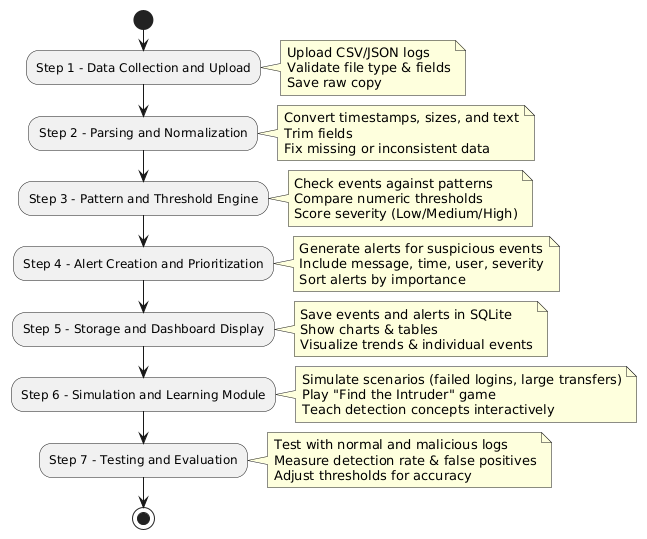 Step 1 - Data Collection and Upload
Upload CSV/JSON logs
Validate file type & fields
Save raw copy
Step 2 - Parsing and Normalization
Convert timestamps, sizes, and text
Trim fields
Fix missing or inconsistent data
Step 3 - Pattern and Threshold Engine
Check events against patterns
Compare numeric thresholds
Score severity (Low/Medium/High)
Step 4 - Alert Creation and Prioritization
Generate alerts for suspicious events
Include message, time, user, severity
Sort alerts by importance
Step 5 - Storage and Dashboard Display
Save events and alerts in SQLite
Show charts & tables
Visualize trends & individual events
Step 6 - Simulation and Learning Module
Simulate scenarios (failed logins, large transfers)
Play "Find the Intruder" game
Teach detection concepts interactively
Step 7 - Testing and Evaluation
Test with normal and malicious logs
Measure detection rate & false positives
Adjust thresholds for accuracy